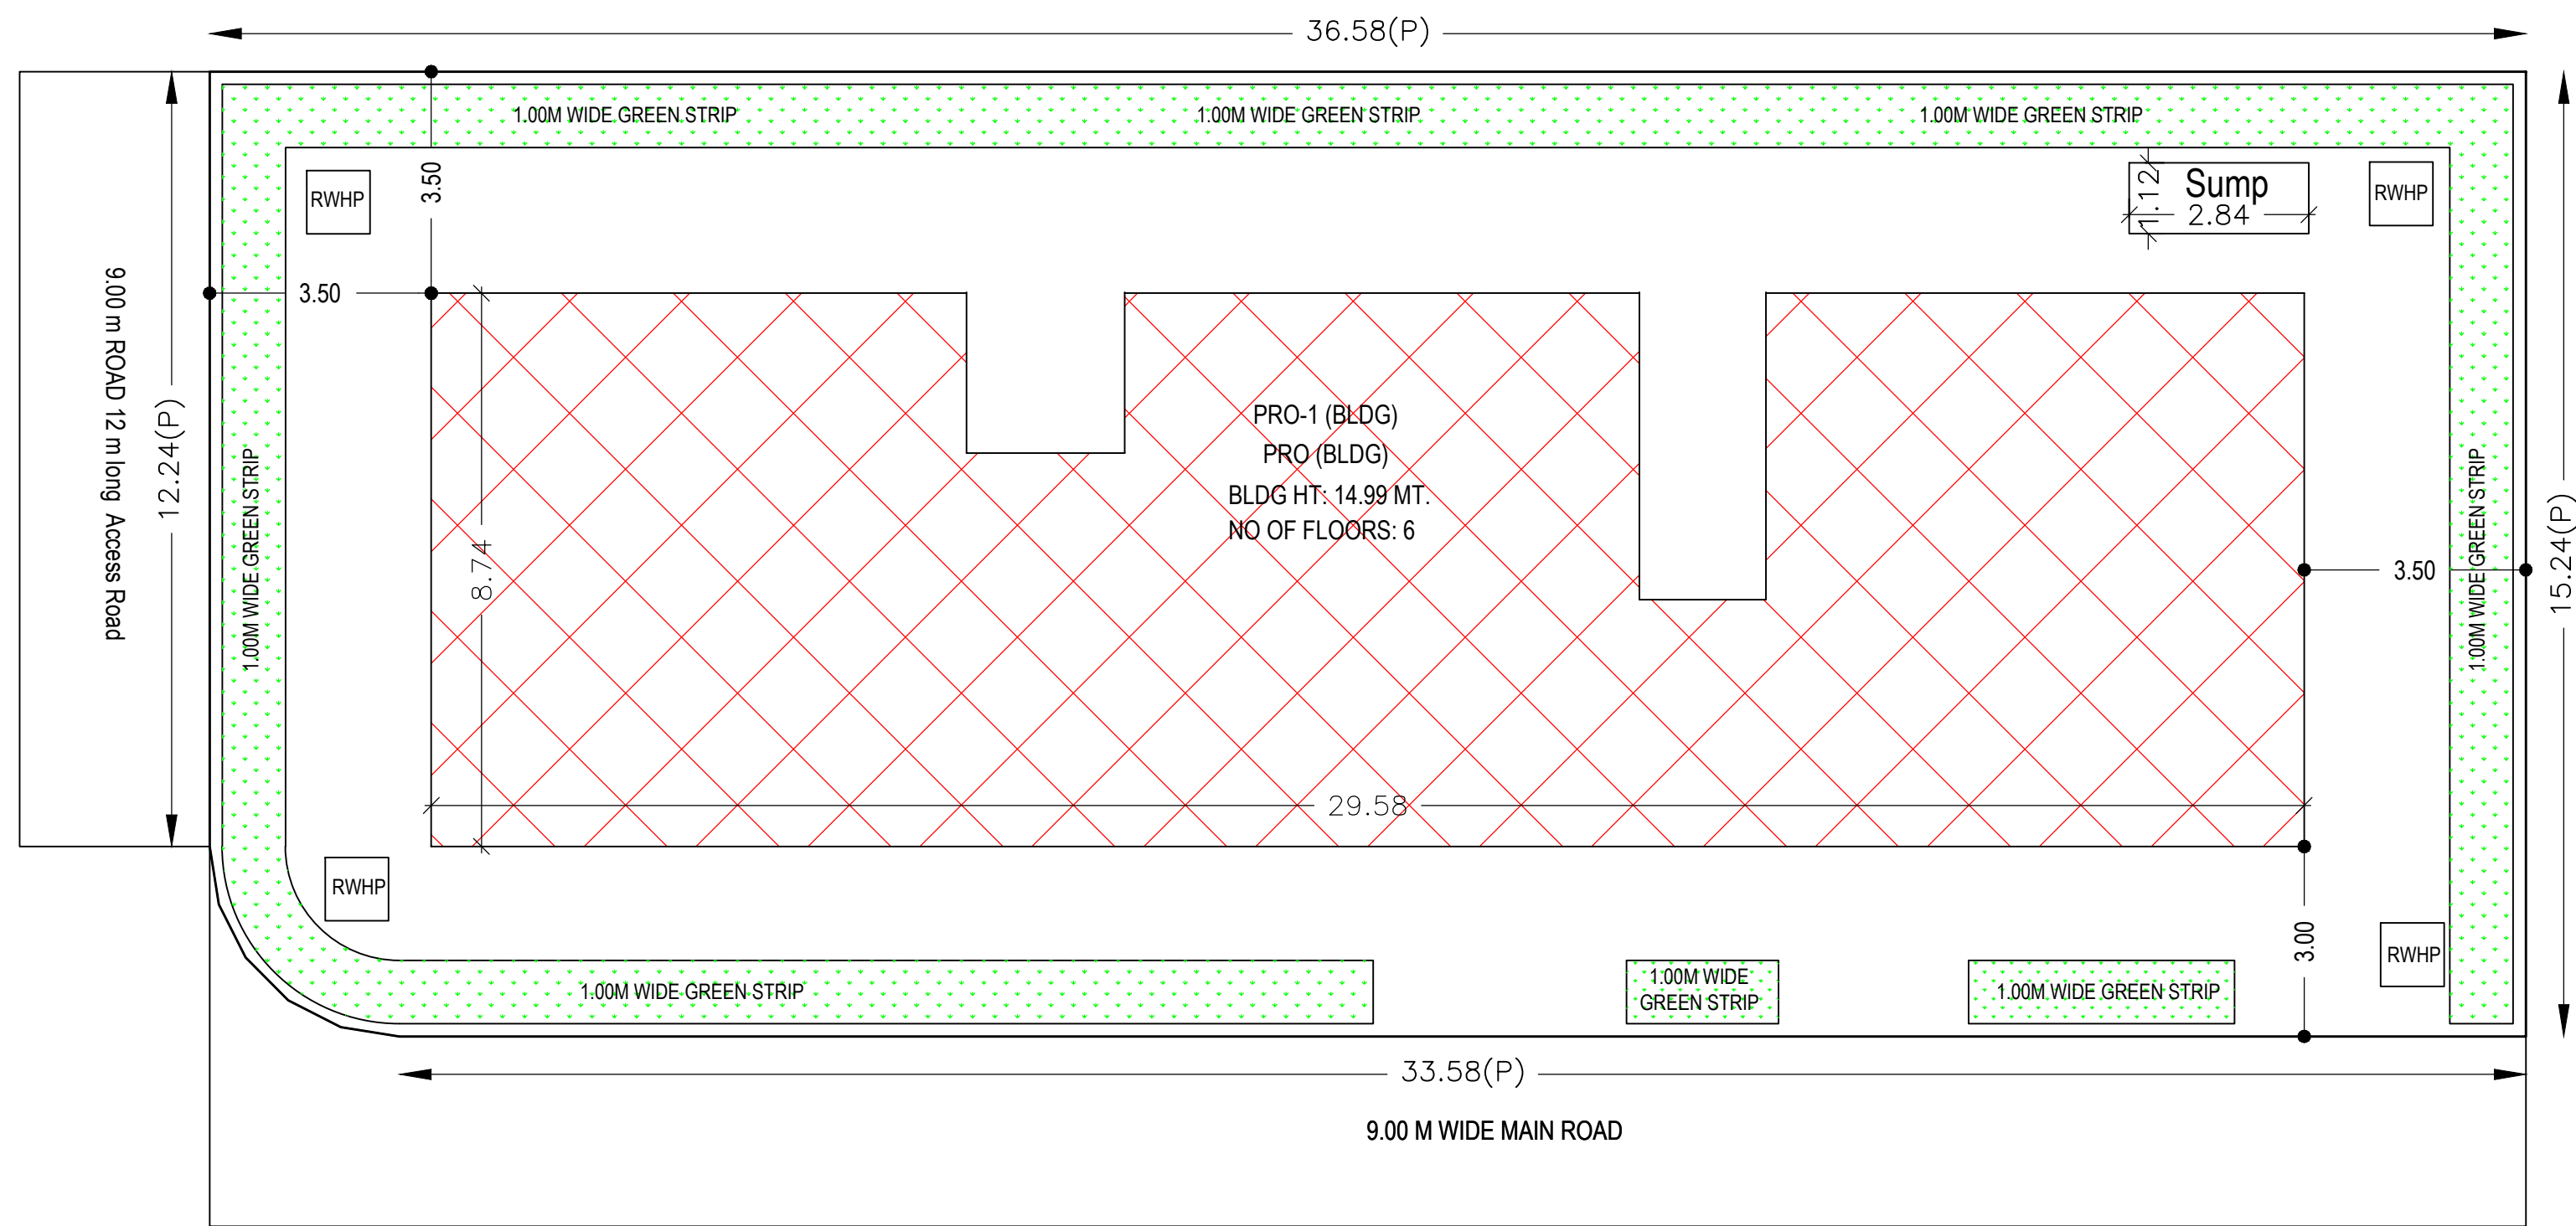 36.58(P)
1.00M WIDE GREEN STRIP
1.00M WIDE GREEN STRIP
1.00M WIDE GREEN STRIP
RWHP
3.50
1.12
Sump
2.84
RWHP
3.50
9.00 m ROAD 12 m long Access Road
12.24(P)
1.00M WIDE GREEN STRIP
8.74
PRO-1 (BLDG)
PRO (BLDG)
BLDG HT: 14.99 MT.
NO OF FLOORS: 6
3.50
1.00M WIDE GREEN STRIP
15.24(P)
29.58
RWHP
3.00
RWHP
1.00M WIDE GREEN STRIP
1.00M WIDE
GREEN STRIP
1.00M WIDE GREEN STRIP
33.58(P)
9.00 M WIDE MAIN ROAD